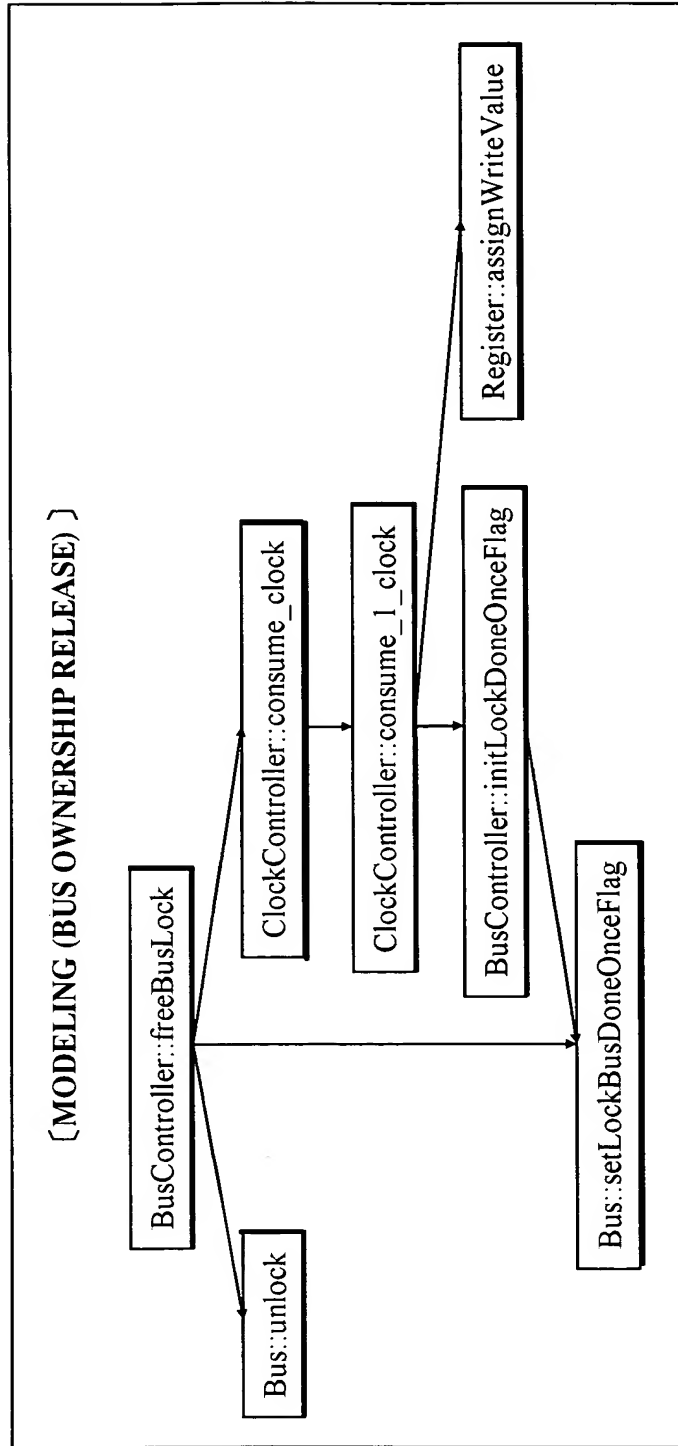 [MODELING (BUS OWNERSHIP RELEASE)]
BusController::freeBusLock
Bus::unlock
ClockController::consume_clock
ClockController::consume_1_clock
BusController::initLockDoneOnceFlag
Register::assignWriteValue
Bus::setLockBusDoneOnceFlag